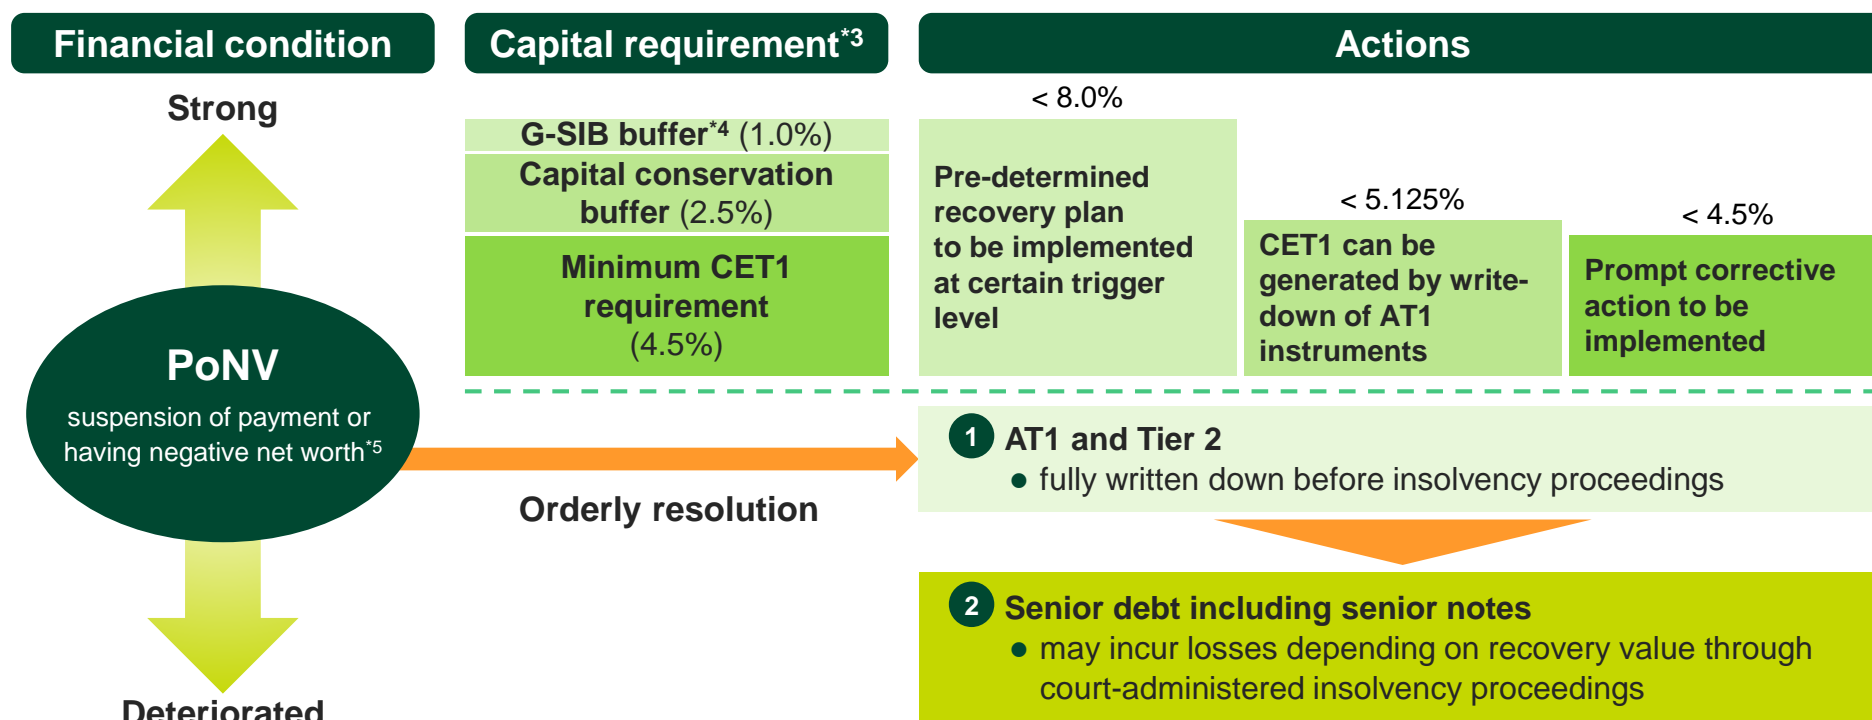 Financial condition
Capital requirement*3
Actions
Strong
G-SIB buffer*4 (1.0%)
Capital conservation
buffer (2.5%)
Minimum CET1
requirement
(4.5%)
< 8.0%
Pre-determined
recovery plan
to be implemented
at certain trigger
level
< 5.125%
CET1 can be
generated by write-
down of AT1
instruments
< 4.5%
Prompt corrective
action to be
implemented
PoNV
suspension of payment or
having negative net worth*5
Orderly resolution
1 AT1 and Tier 2
● fully written down before insolvency proceedings
2 Senior debt including senior notes
● may incur losses depending on recovery value through
court-administered insolvency proceedings
Deteriorated